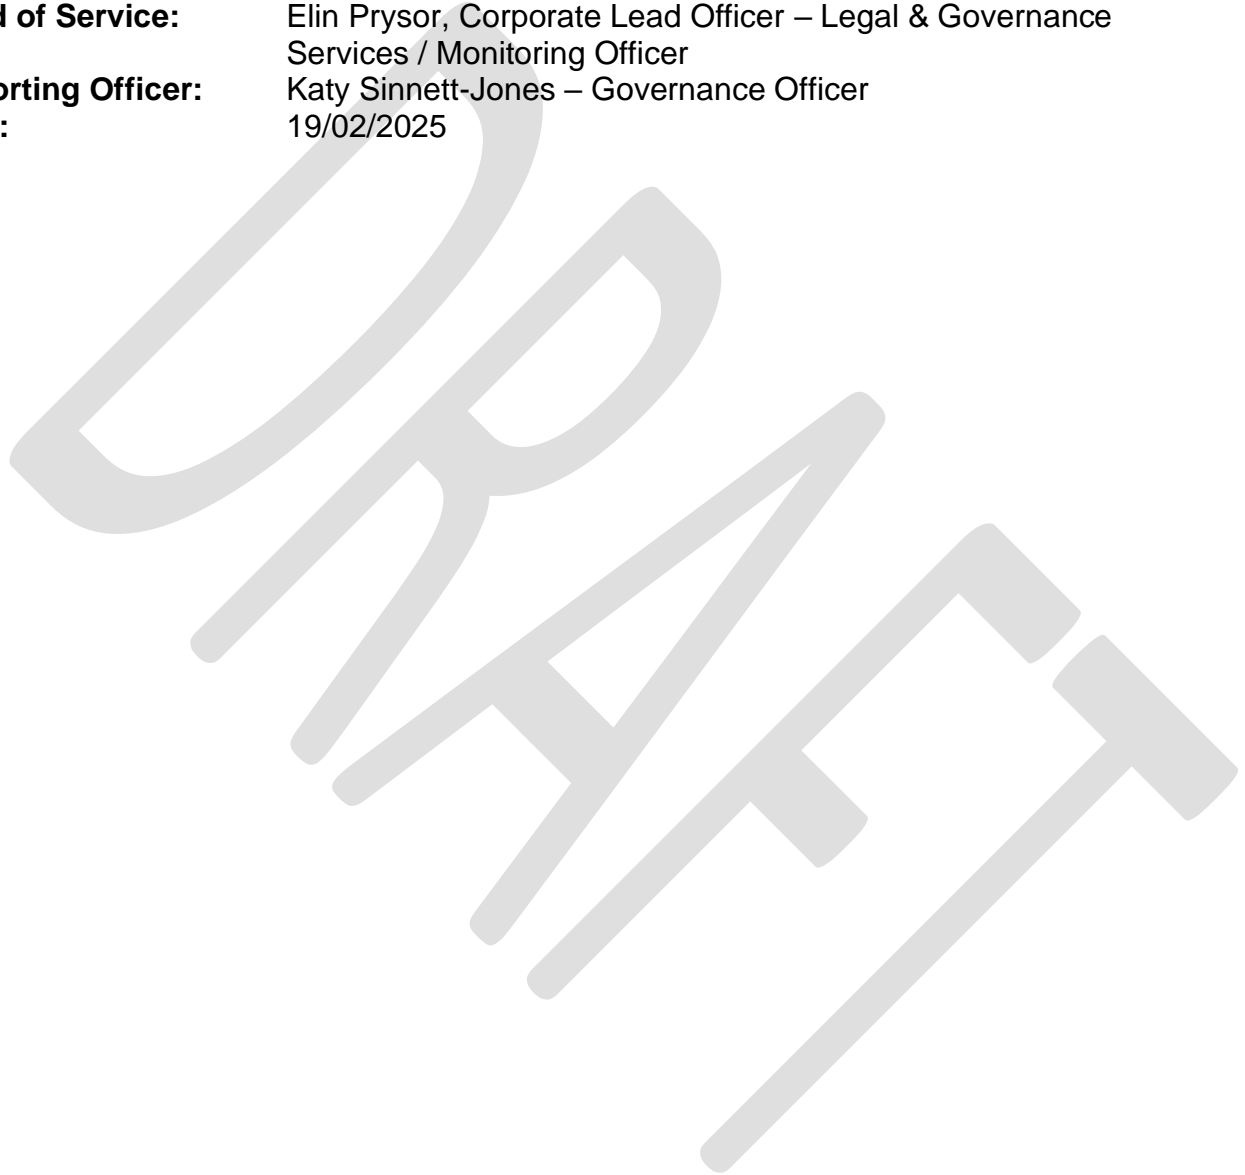 d of Service: Elin Prysor, Corporate Lead Officer – Legal & Governance
Services / Monitoring Officer
orting Officer: Katy Sinnett-Jones – Governance Officer
: 19/02/2025
DRAFT